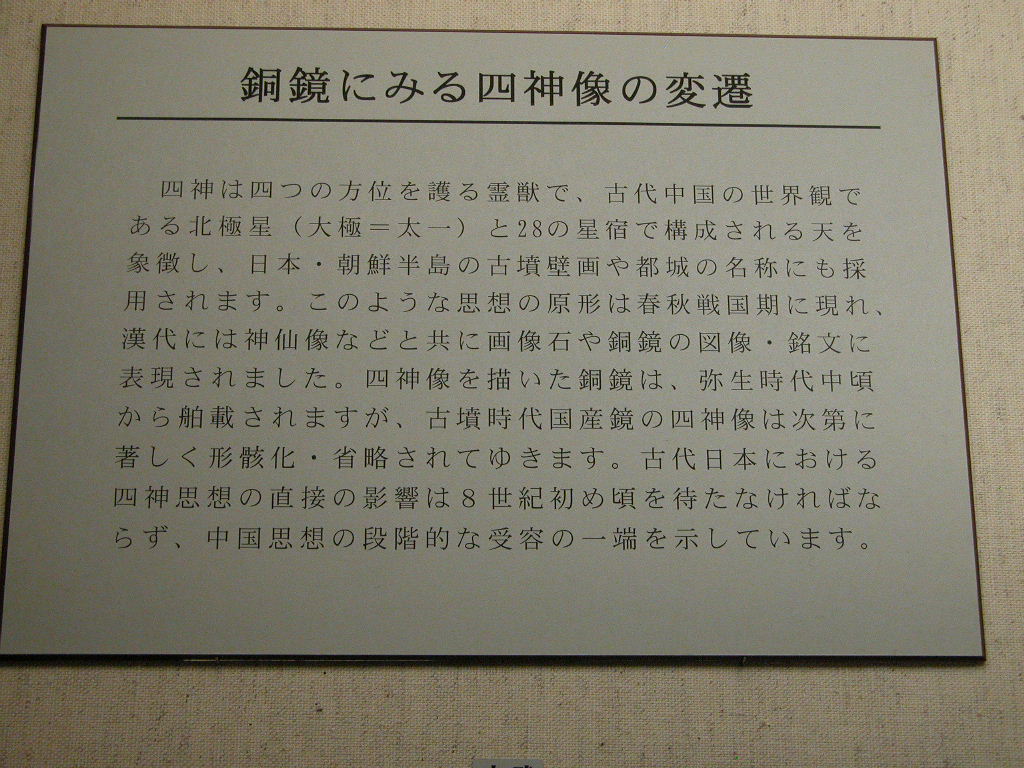 銅鏡にみる四神像の変遷
四神は四つの方位を護る霊獣で、古代中国の世界観で
ある北極星（大極＝太一）と28の星宿で構成される天を
象徴し、日本・朝鮮半島の古墳壁画や都城の名称にも採
用されます。このような思想の原形は春秋戦国期に現れ、
漢代には神仙像などと共に画像石や銅鏡の図像・銘文に
表現されました。四神像を描いた銅鏡は、弥生時代中頃
から舶載されますが、古墳時代国産鏡の四神像は次第に
著しく形骸化・省略されてゆきます。古代日本における
四神思想の直接の影響は８世紀初め頃を待たなければな
らず、中国思想の段階的な受容の一端を示しています。